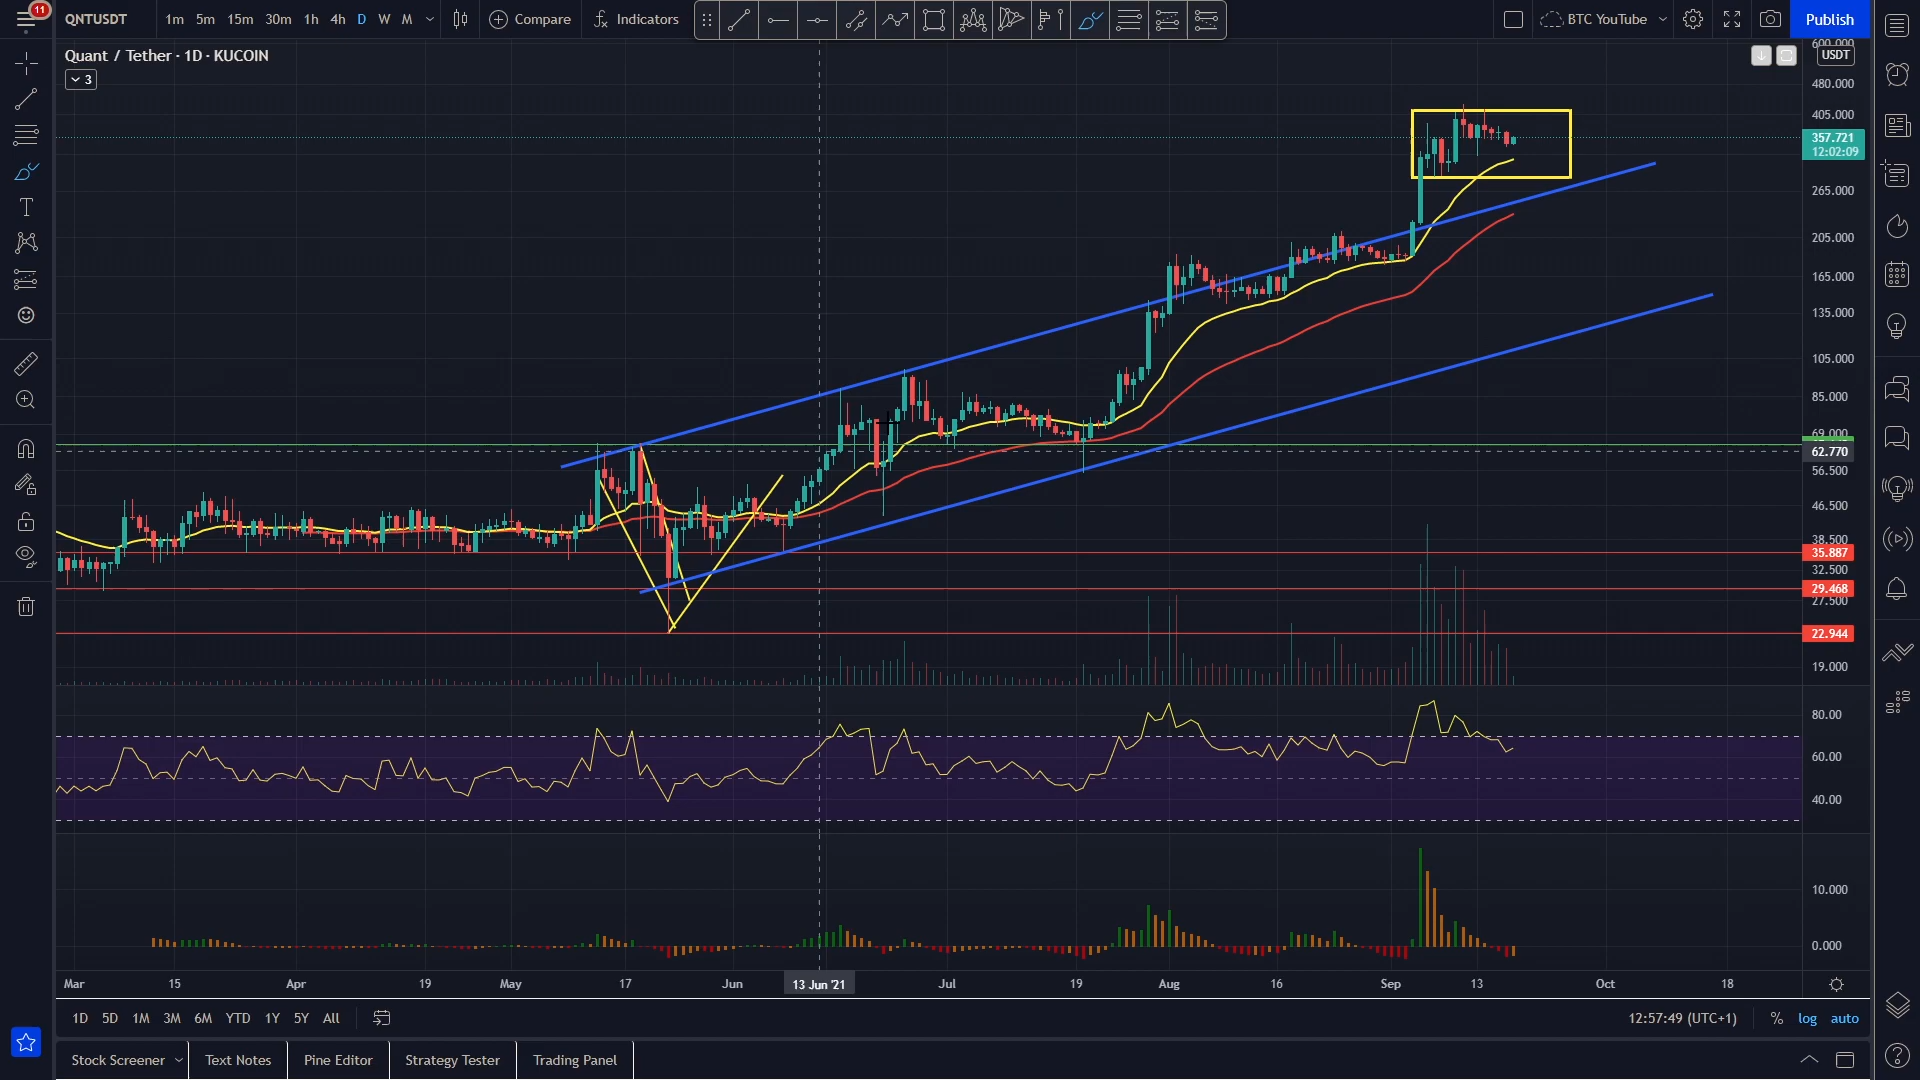 11
QNTUSDT
1m 5m 15m 30m 1h 4h D W M
Compare
Indicators
BTC YouTube
Publish
Quant / Tether · 1D · KUCOIN
3
USDT
600.000
480.000
405.000
357.721
12:02:09
265.000
205.000
165.000
135.000
105.000
85.000
69.000
62.770
56.500
46.500
38.500
35.887
32.500
29.468
27.500
22.944
19.000
80.00
60.00
40.00
10.000
0.000
Mar 15 Apr 19 May 17 Jun 13 Jun '21 Jul 19 Aug 16 Sep 13 Oct 18
1D 5D 1M 3M 6M YTD 1Y 5Y All
12:57:49 (UTC+1) % log auto
Stock Screener Text Notes Pine Editor Strategy Tester Trading Panel